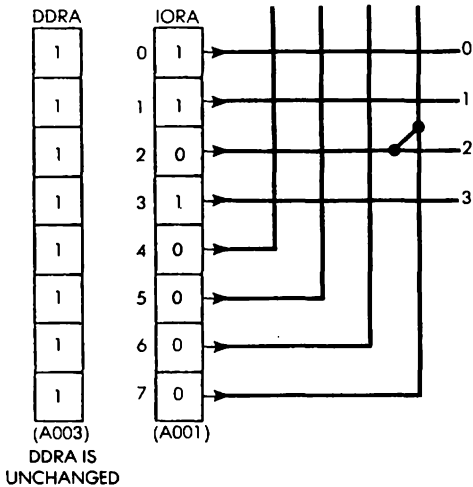 DDRA IORA
1 0 1 0
1 1 1 1
1 2 0 2
1 3 1 3
1 4 0
1 5 0
1 6 0
1 7 0
(A003) (A001)
DDRA IS
UNCHANGED